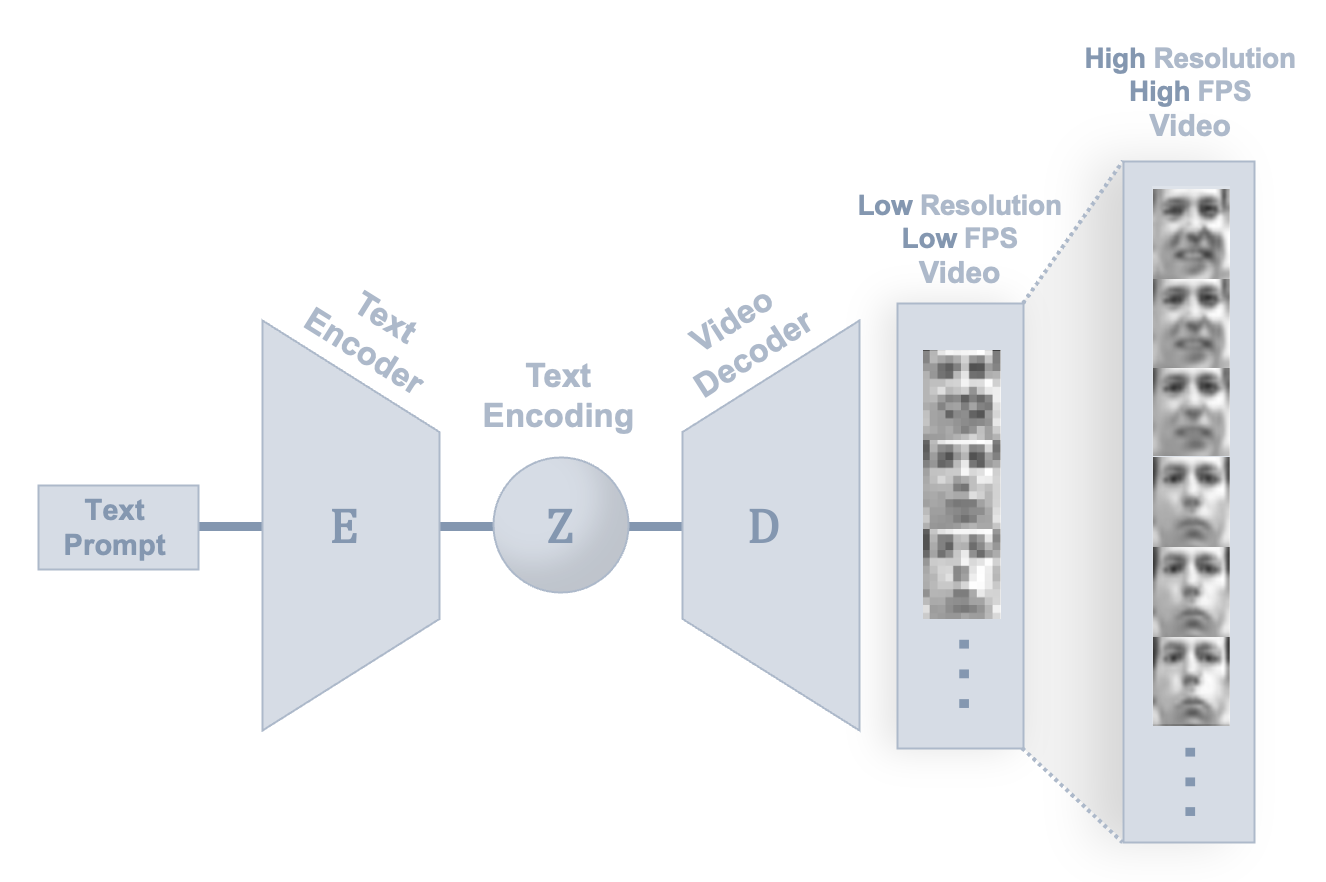 High Resolution
High FPS
Video
Low Resolution
Low FPS
Video
Text
Encoder
Text
Encoding
Video
Decoder
Text
Prompt
E
Z
D